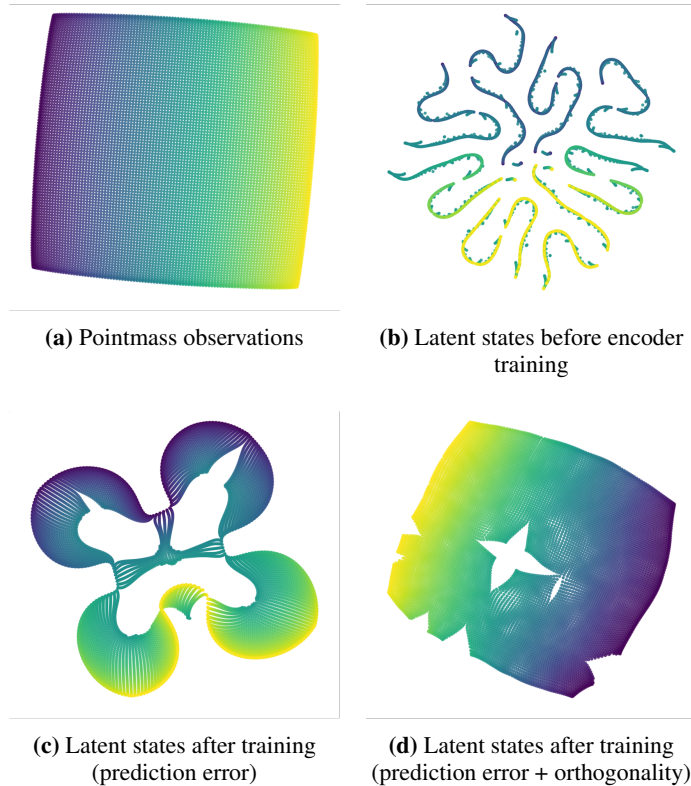 (a) Pointmass observations
(b) Latent states before encoder
training
(c) Latent states after training
(prediction error)
(d) Latent states after training
(prediction error + orthogonality)